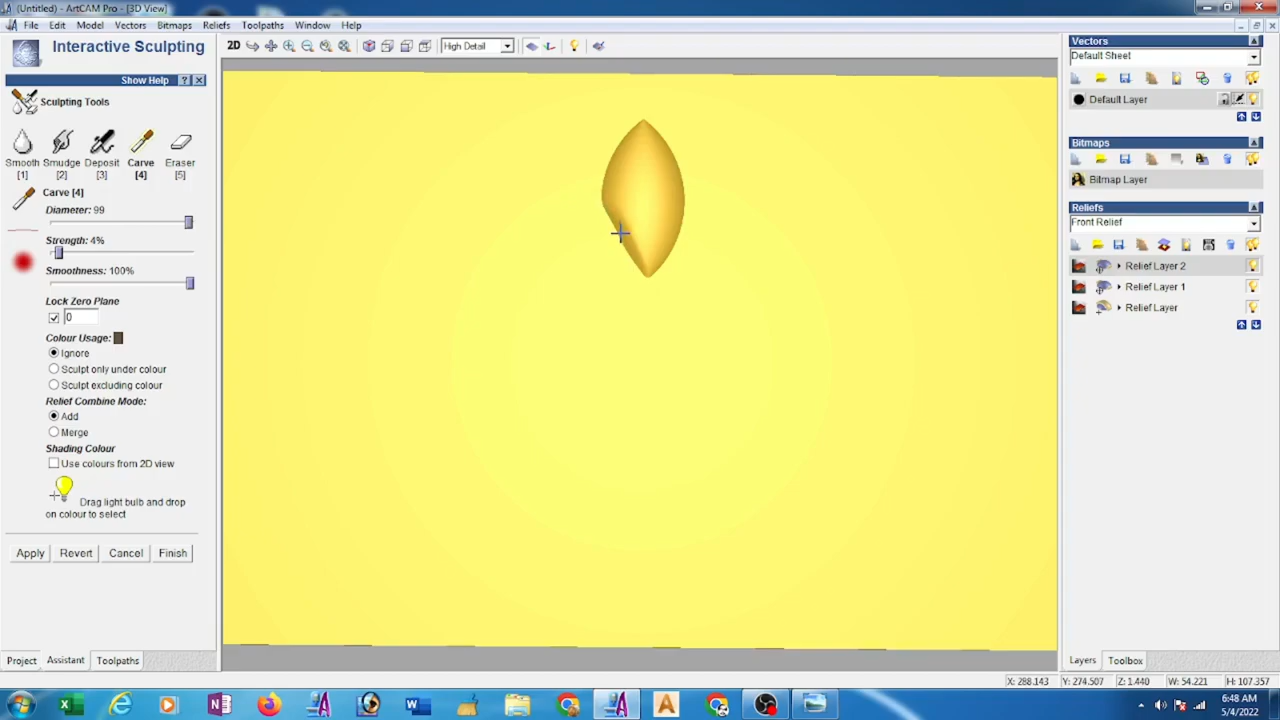 (Untitled) - ArtCAM Pro - [3D View]
File Edit Model Vectors Bitmaps Reliefs Toolpaths Window Help
Interactive Sculpting
2D
High Detail
Show Help ? X
Sculpting Tools
Smooth Smudge Deposit Carve Eraser
[1] [2] [3] [4] [5]
Carve [4]
Diameter: 99
Strength: 4%
Smoothness: 100%
Lock Zero Plane
0
Colour Usage:
Ignore
Sculpt only under colour
Sculpt excluding colour
Relief Combine Mode:
Add
Merge
Shading Colour
Use colours from 2D view
Drag light bulb and drop
on colour to select
Apply Revert Cancel Finish
Project Assistant Toolpaths
Vectors
Default Sheet
Default Layer
Bitmaps
Bitmap Layer
Reliefs
Front Relief
Relief Layer 2
Relief Layer 1
Relief Layer
Layers Toolbox
X: 288.143 Y: 274.507 Z: 1.440 W: 54.221 H: 107.357
6:48 AM
5/4/2022